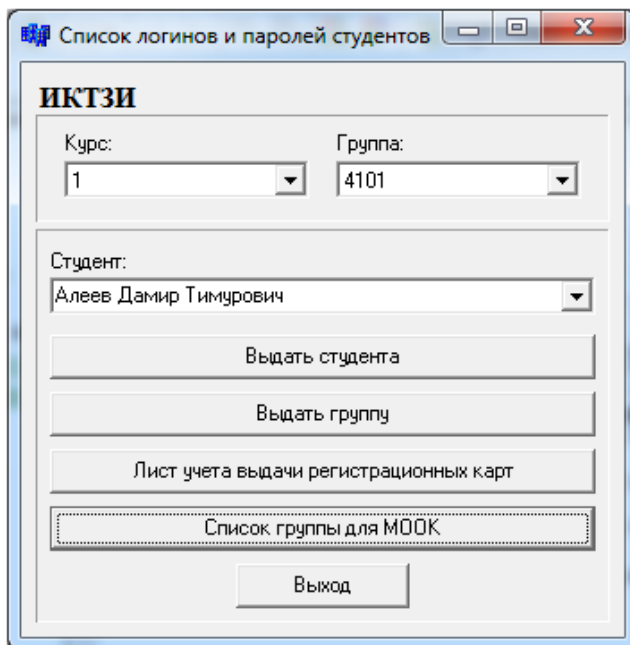 Список логинов и паролей студентов
ИКТЗИ
Курс: Группа:
1 4101
Студент:
Алеев Дамир Тимурович
Выдать студента
Выдать группу
Лист учета выдачи регистрационных карт
Список группы для МООК
Выход